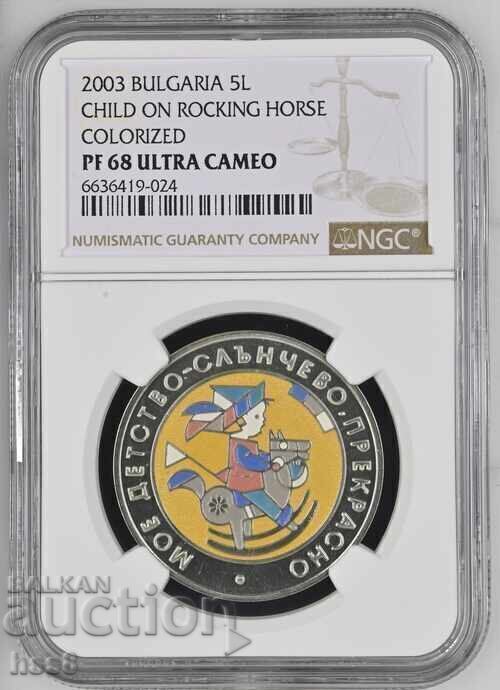 2003 BULGARIA 5L
CHILD ON ROCKING HORSE
COLORIZED
PF 68 ULTRA CAMEO
6636419-024
NUMISMATIC GUARANTY COMPANY
NGC®
МОЕ ДЕТСТВО-СЛЪНЧЕВО, ПРЕКРАСНО
BALKAN
auction
hss8